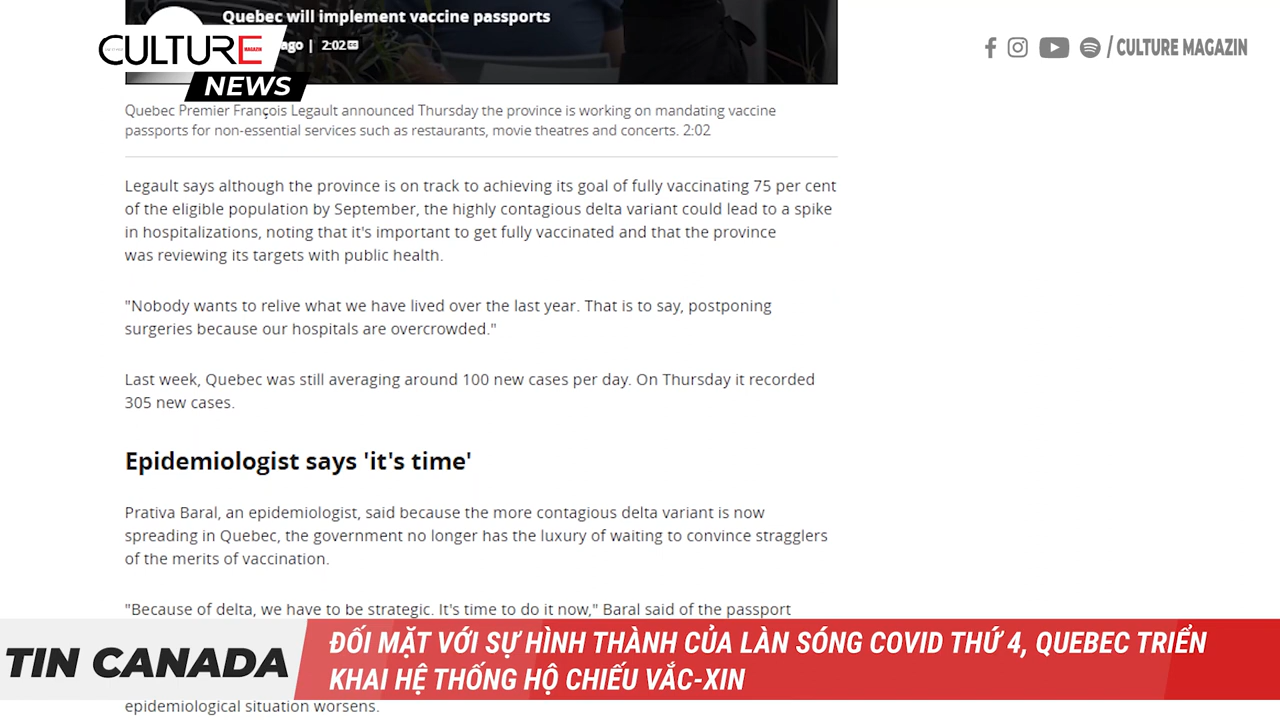 Quebec will implement vaccine passports
CULTURE
MAGAZIN
ago | 2:02 CC
NEWS
/ CULTURE MAGAZIN
Quebec Premier François Legault announced Thursday the province is working on mandating vaccine
passports for non-essential services such as restaurants, movie theatres and concerts. 2:02
Legault says although the province is on track to achieving its goal of fully vaccinating 75 per cent
of the eligible population by September, the highly contagious delta variant could lead to a spike
in hospitalizations, noting that it's important to get fully vaccinated and that the province
was reviewing its targets with public health.
"Nobody wants to relive what we have lived over the last year. That is to say, postponing
surgeries because our hospitals are overcrowded."
Last week, Quebec was still averaging around 100 new cases per day. On Thursday it recorded
305 new cases.
Epidemiologist says 'it's time'
Prativa Baral, an epidemiologist, said because the more contagious delta variant is now
spreading in Quebec, the government no longer has the luxury of waiting to convince stragglers
of the merits of vaccination.
"Because of delta, we have to be strategic. It's time to do it now," Baral said of the passport
TIN CANADA
ĐỐI MẶT VỚI SỰ HÌNH THÀNH CỦA LÀN SÓNG COVID THỨ 4, QUEBEC TRIỂN
KHAI HỆ THỐNG HỘ CHIẾU VẮC-XIN
epidemiological situation worsens.